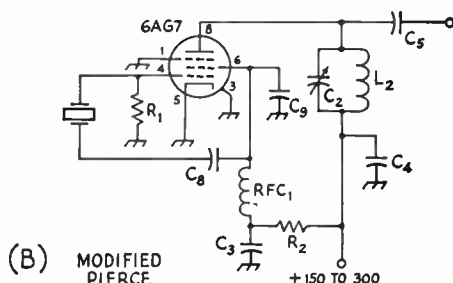 6AG7
8
1
4
6
5
3
C5
L2
C2
C9
R1
C8
C4
RFC1
C3
R2
(B) MODIFIED
PIERCE
+150 TO 300